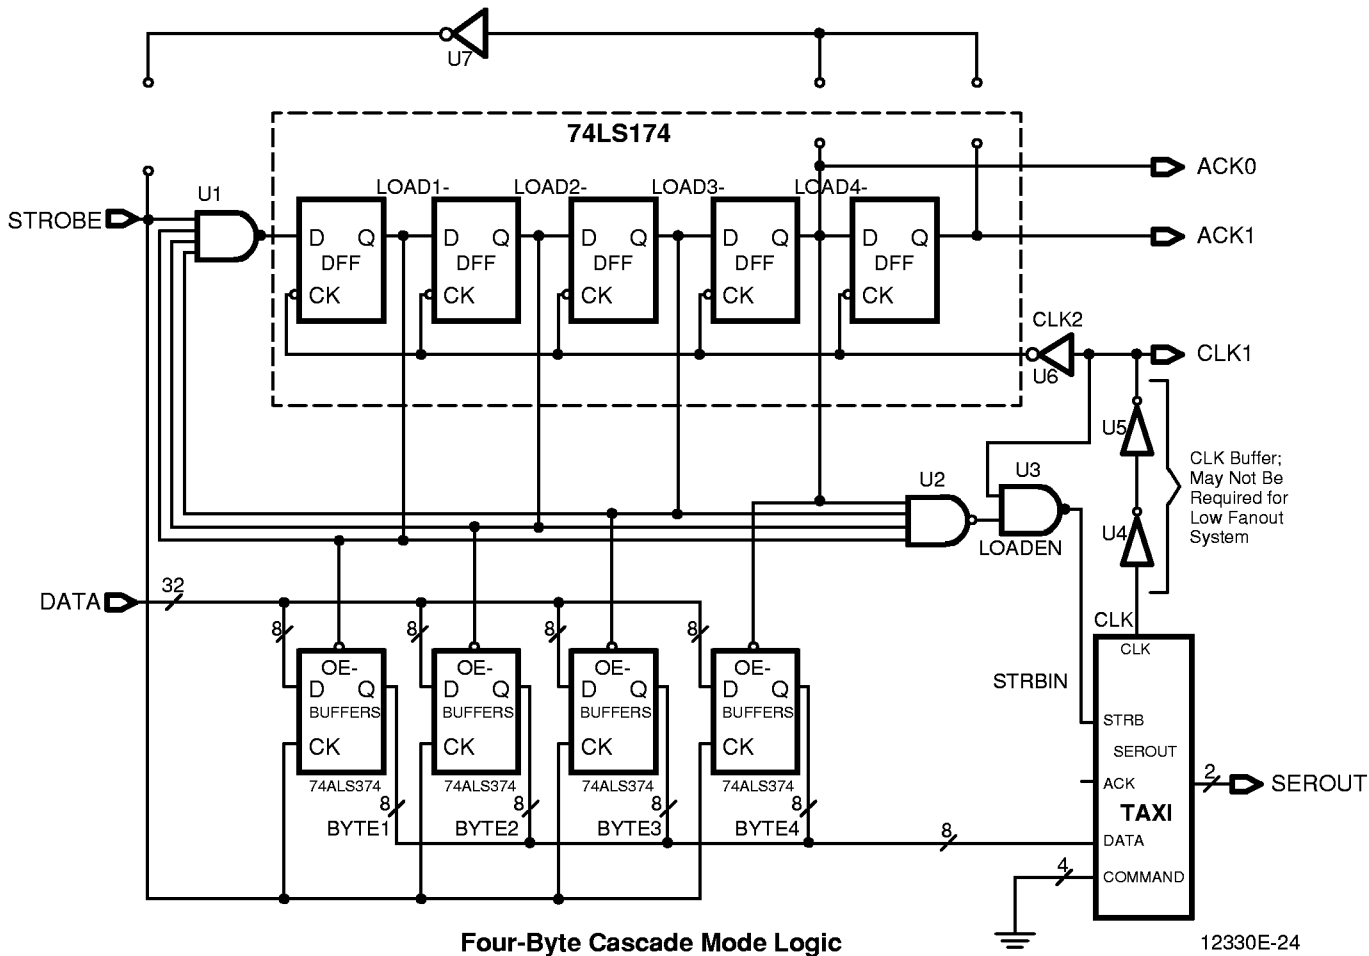 U7
74LS174
ACK0
U1
LOAD1-
LOAD2-
LOAD3-
LOAD4-
STROBE
D Q
DFF
CK
D Q
DFF
CK
D Q
DFF
CK
D Q
DFF
CK
D Q
DFF
CK
ACK1
CLK2
U6
CLK1
U5
U4
CLK Buffer;
May Not Be
Required for
Low Fanout
System
U2
U3
LOADEN
DATA
32
8
8
8
8
OE-
D Q
BUFFERS
CK
74ALS374
OE-
D Q
BUFFERS
CK
74ALS374
OE-
D Q
BUFFERS
CK
74ALS374
OE-
D Q
BUFFERS
CK
74ALS374
8
BYTE1
8
BYTE2
8
BYTE3
8
BYTE4
8
4
CLK
CLK
STRBIN
STRB
SEROUT
ACK
TAXI
DATA
COMMAND
2
SEROUT
Four-Byte Cascade Mode Logic
12330E-24